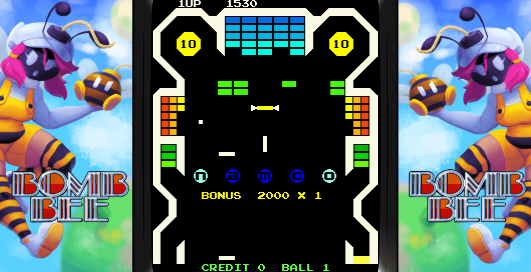 1UP 1530
10 10
n a m c o
BONUS 2000 X 1
BOMB BEE
BOMB BEE
CREDIT 0 BALL 1